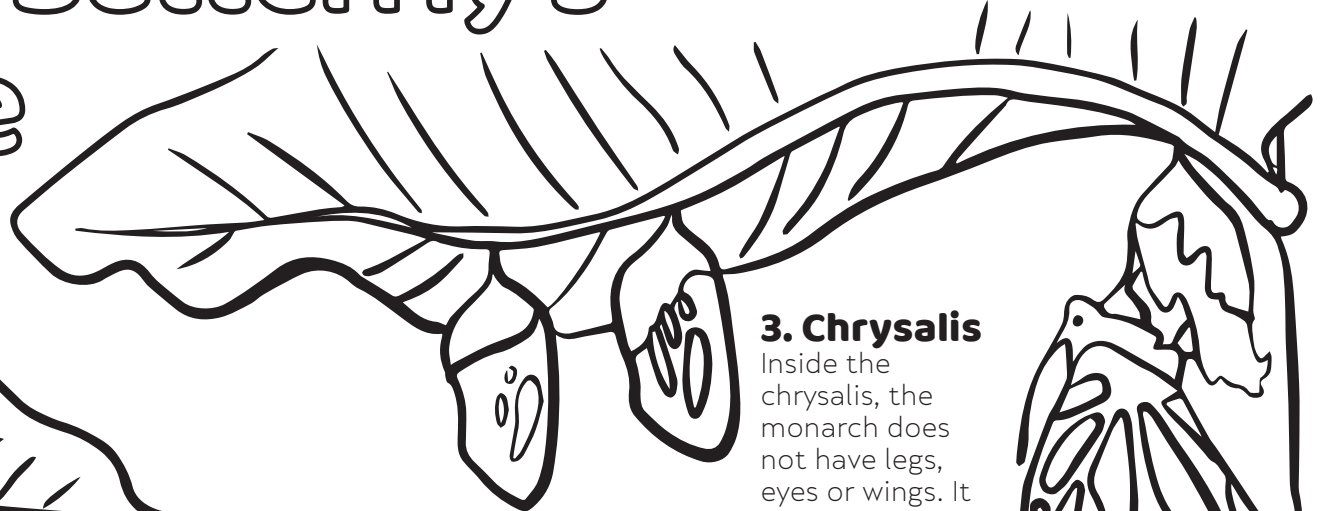 3. Chrysalis
Inside the
chrysalis, the
monarch does
not have legs,
eyes or wings. It